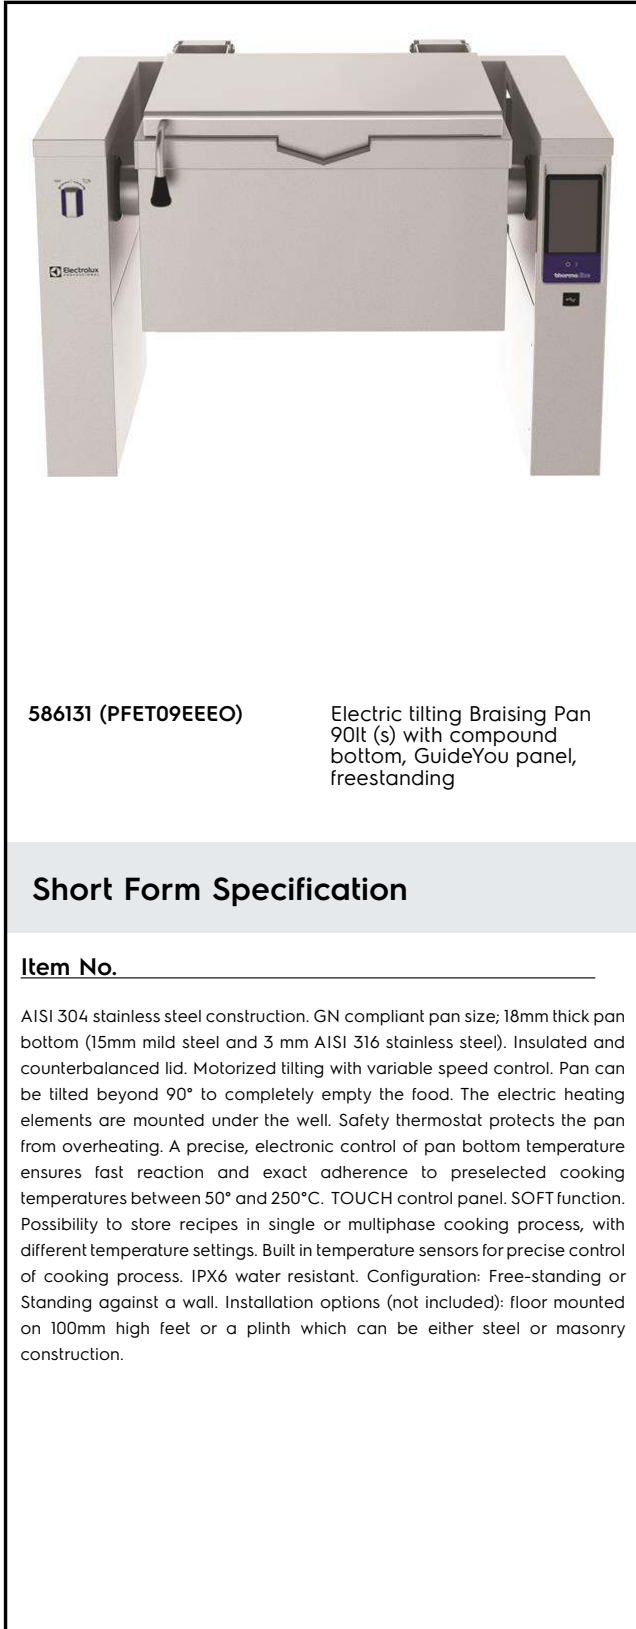 Electrolux
PROFESSIONAL
thermaline
586131 (PFET09EEEO)
Electric tilting Braising Pan
90lt (s) with compound
bottom, GuideYou panel,
freestanding
Short Form Specification
Item No.
AISI 304 stainless steel construction. GN compliant pan size; 18mm thick pan
bottom (15mm mild steel and 3 mm AISI 316 stainless steel). Insulated and
counterbalanced lid. Motorized tilting with variable speed control. Pan can
be tilted beyond 90° to completely empty the food. The electric heating
elements are mounted under the well. Safety thermostat protects the pan
from overheating. A precise, electronic control of pan bottom temperature
ensures fast reaction and exact adherence to preselected cooking
temperatures between 50° and 250°C. TOUCH control panel. SOFT function.
Possibility to store recipes in single or multiphase cooking process, with
different temperature settings. Built in temperature sensors for precise control
of cooking process. IPX6 water resistant. Configuration: Free-standing or
Standing against a wall. Installation options (not included): floor mounted
on 100mm high feet or a plinth which can be either steel or masonry
construction.